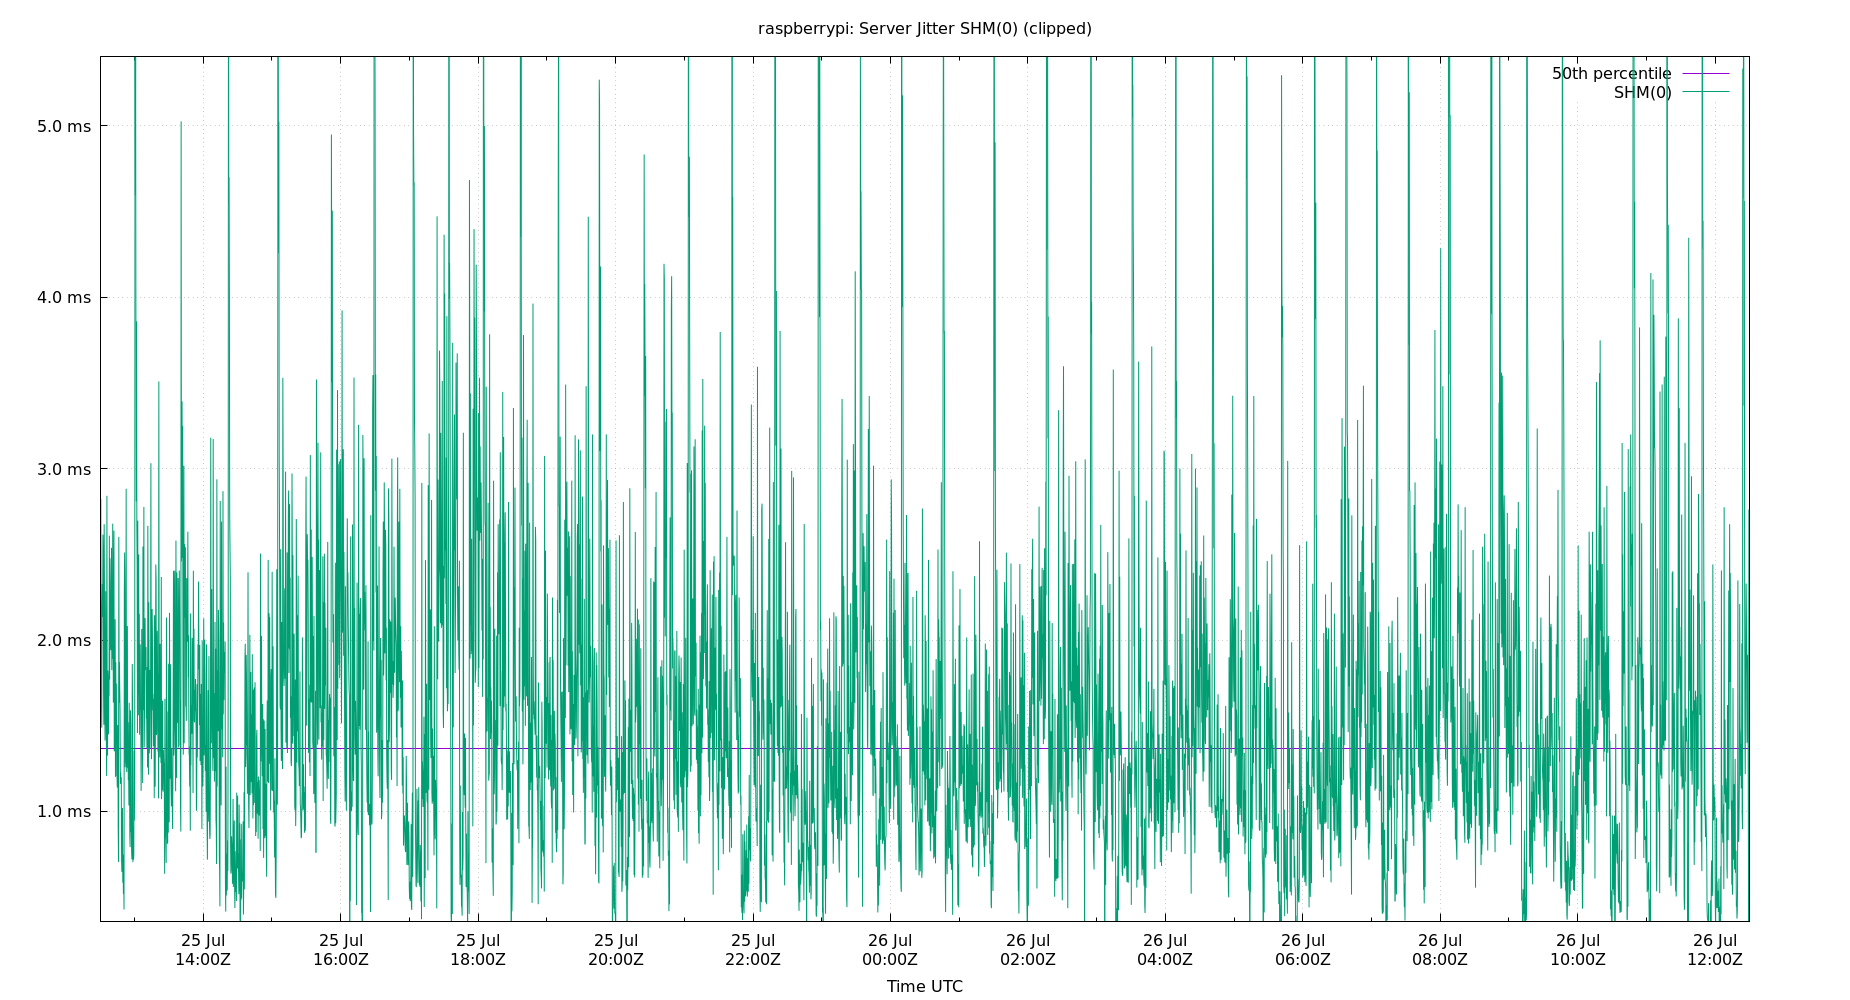 raspberrypi: Server Jitter SHM(0) (clipped)
50th percentile
SHM(0)
5.0 ms
4.0 ms
3.0 ms
2.0 ms
1.0 ms
25 Jul 25 Jul 25 Jul 25 Jul 25 Jul 26 Jul 26 Jul 26 Jul 26 Jul 26 Jul 26 Jul 26 Jul
14:00Z 16:00Z 18:00Z 20:00Z 22:00Z 00:00Z 02:00Z 04:00Z 06:00Z 08:00Z 10:00Z 12:00Z
Time UTC